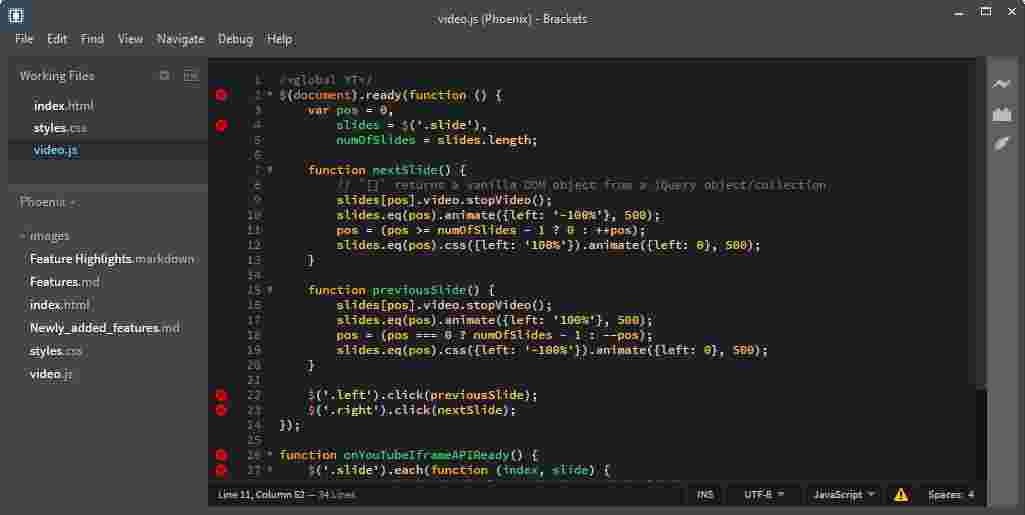 video.js (Phoenix) - Brackets
File Edit Find View Navigate Debug Help
Working Files
index.html
styles.css
video.js
Phoenix
images
Feature Highlights.markdown
Features.md
index.html
Newly_added_features.md
styles.css
video.js
1 /*global YT*/
2 $(document).ready(function () {
3 var pos = 0,
4 slides = $('.slide'),
5 numOfSlides = slides.length;
6
7 function nextSlide() {
8 // `[]` returns a vanilla DOM object from a jQuery object/collection
9 slides[pos].video.stopVideo();
10 slides.eq(pos).animate({left: '-100%'}, 500);
11 pos = (pos >= numOfSlides - 1 ? 0 : ++pos);
12 slides.eq(pos).css({left: '100%'}).animate({left: 0}, 500);
13 }
14
15 function previousSlide() {
16 slides[pos].video.stopVideo();
17 slides.eq(pos).animate({left: '100%'}, 500);
18 pos = (pos === 0 ? numOfSlides - 1 : --pos);
19 slides.eq(pos).css({left: '-100%'}).animate({left: 0}, 500);
20 }
21
22 $('.left').click(previousSlide);
23 $('.right').click(nextSlide);
24 });
25
26 function onYouTubeIframeAPIReady() {
27 $('.slide').each(function (index, slide) {
Line 11, Column 52 — 34 Lines INS UTF-8 JavaScript Spaces: 4